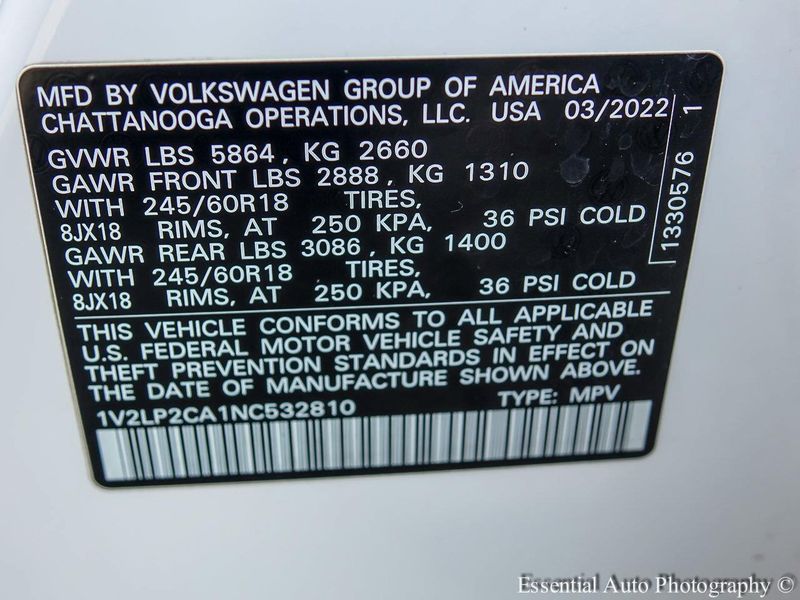 MFD BY VOLKSWAGEN GROUP OF AMERICA
CHATTANOOGA OPERATIONS, LLC. USA 03/2022
GVWR LBS 5864, KG 2660
GAWR FRONT LBS 2888, KG 1310
WITH 245/60R18 TIRES,
8JX18 RIMS, AT 250 KPA, 36 PSI COLD
GAWR REAR LBS 3086, KG 1400
WITH 245/60R18 TIRES,
8JX18 RIMS, AT 250 KPA, 36 PSI COLD
THIS VEHICLE CONFORMS TO ALL APPLICABLE
U.S. FEDERAL MOTOR VEHICLE SAFETY AND
THEFT PREVENTION STANDARDS IN EFFECT ON
THE DATE OF MANUFACTURE SHOWN ABOVE.
1V2LP2CA1NC532810 TYPE: MPV
1330576 1
Essential Auto Photography ©